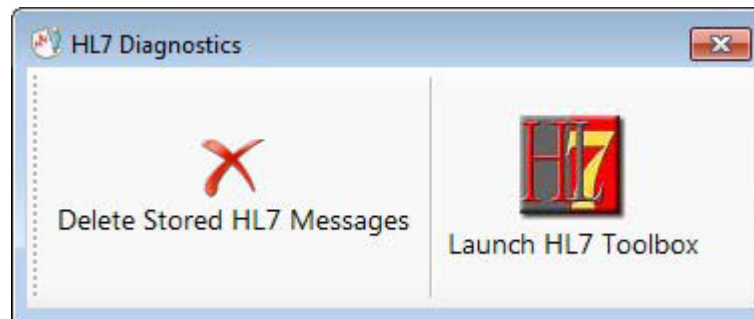 HL7 Diagnostics
Delete Stored HL7 Messages
HL7
Launch HL7 Toolbox